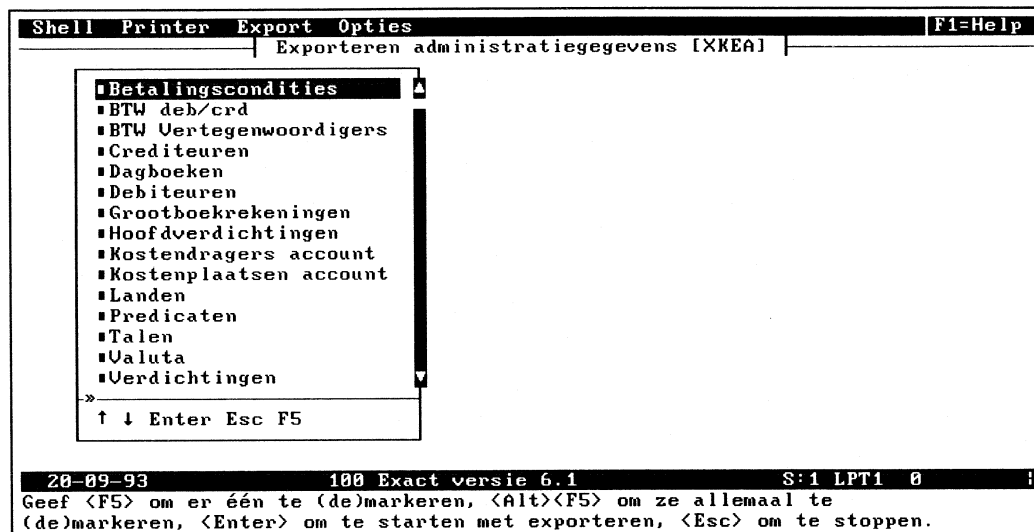 Shell Printer Export Opties F1=Help
Exporteren administratiegegevens [XKEA]
Betalingscondities
BTW deb/crd
BTW Vertegenwoordigers
Crediteuren
Dagboeken
Debiteuren
Grootboekrekeningen
Hoofdverdichtingen
Kostendragers account
Kostenplaatsen account
Landen
Predicaten
Talen
Valuta
Verdichtingen
»
↑ ↓ Enter Esc F5
20-09-93 100 Exact versie 6.1 S:1 LPT1 0
Geef <F5> om er één te (de)markeren, <Alt><F5> om ze allemaal te
(de)markeren, <Enter> om te starten met exporteren, <Esc> om te stoppen.